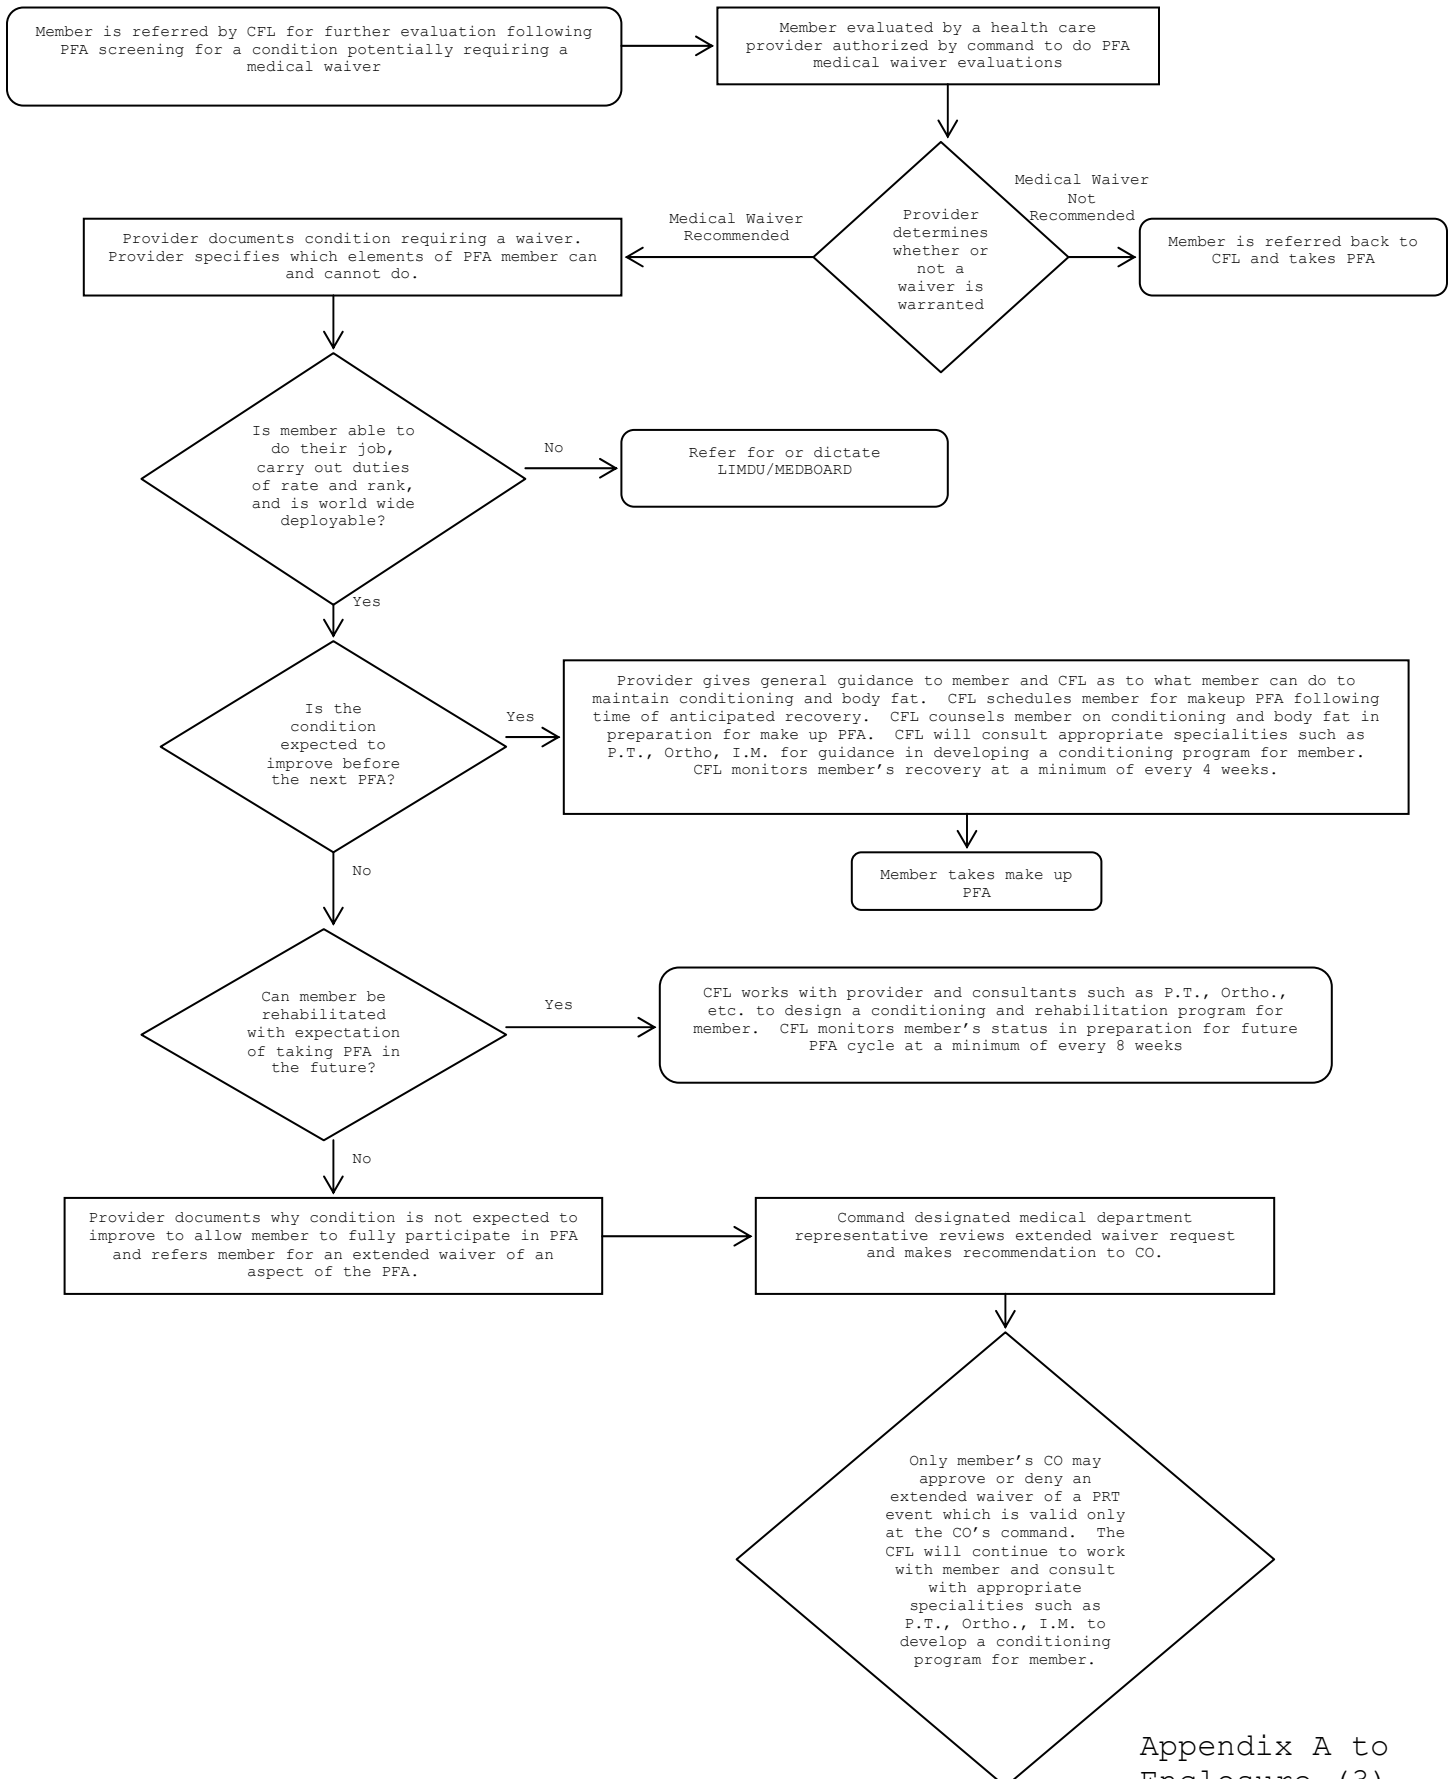 Member is referred by CFL for further evaluation following
PFA screening for a condition potentially requiring a
medical waiver
Member evaluated by a health care
provider authorized by command to do PFA
medical waiver evaluations
Provider
determines
whether or
not a
waiver is
warranted
Medical Waiver
Not
Recommended
Member is referred back to
CFL and takes PFA
Medical Waiver
Recommended
Provider documents condition requiring a waiver.
Provider specifies which elements of PFA member can
and cannot do.
Is member able to
do their job,
carry out duties
of rate and rank,
and is world wide
deployable?
No
Refer for or dictate
LIMDU/MEDBOARD
Yes
Is the
condition
expected to
improve before
the next PFA?
Yes
Provider gives general guidance to member and CFL as to what member can do to
maintain conditioning and body fat.  CFL schedules member for makeup PFA following
time of anticipated recovery.  CFL counsels member on conditioning and body fat in
preparation for make up PFA.  CFL will consult appropriate specialities such as
P.T., Ortho, I.M. for guidance in developing a conditioning program for member.
CFL monitors member’s recovery at a minimum of every 4 weeks.
Member takes make up
PFA
No
Can member be
rehabilitated
with expectation
of taking PFA in
the future?
Yes
CFL works with provider and consultants such as P.T., Ortho.,
etc. to design a conditioning and rehabilitation program for
member.  CFL monitors member’s status in preparation for future
PFA cycle at a minimum of every 8 weeks
No
Provider documents why condition is not expected to
improve to allow member to fully participate in PFA
and refers member for an extended waiver of an
aspect of the PFA.
Command designated medical department
representative reviews extended waiver request
and makes recommendation to CO.
Only member’s CO may
approve or deny an
extended waiver of a PRT
event which is valid only
at the CO’s command.  The
CFL will continue to work
with member and consult
with appropriate
specialities such as
P.T., Ortho., I.M. to
develop a conditioning
program for member.
Appendix A to
Enclosure (3)